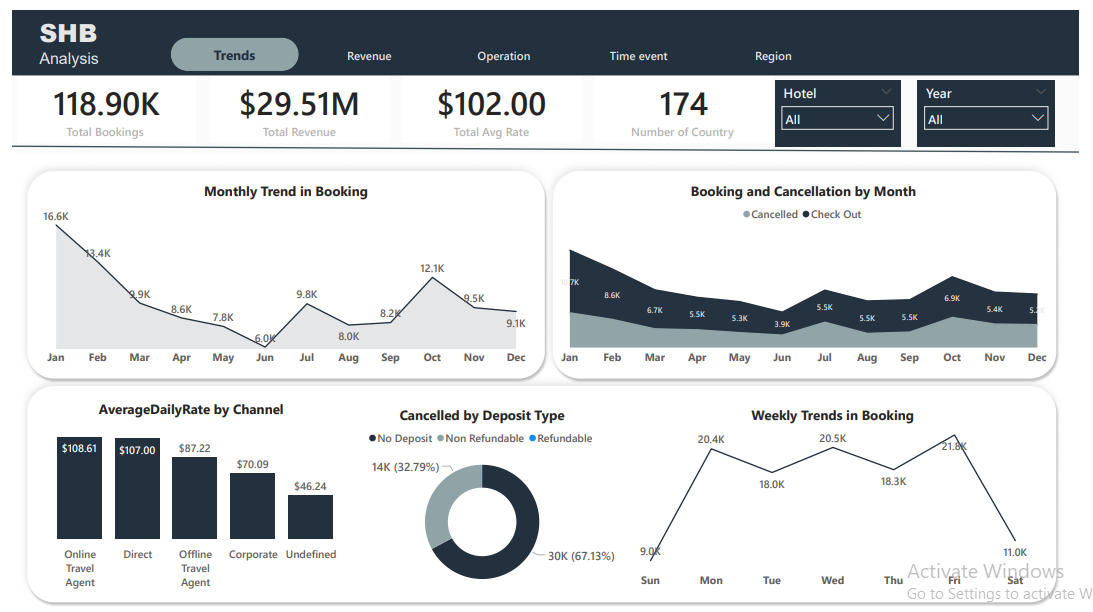 SHB
Analysis
Trends Revenue Operation Time event Region
118.90K $29.51M $102.00 174
Total Bookings Total Revenue Total Avg Rate Number of Country
Hotel Year
All All
Monthly Trend in Booking
16.6K 13.4K 9.9K 8.6K 7.8K 6.0K 9.8K 8.0K 8.2K 12.1K 9.5K 9.1K
Jan Feb Mar Apr May Jun Jul Aug Sep Oct Nov Dec
Booking and Cancellation by Month
Cancelled Check Out
8.6K 6.7K 5.5K 5.3K 3.9K 5.5K 5.5K 5.5K 6.9K 5.4K
Jan Feb Mar Apr May Jun Jul Aug Sep Oct Nov Dec
AverageDailyRate by Channel
$108.61 $107.00 $87.22 $70.09 $46.24
Online Direct Offline Corporate Undefined
Travel Travel
Agent Agent
Cancelled by Deposit Type
No Deposit Non Refundable Refundable
14K (32.79%)
30K (67.13%)
Weekly Trends in Booking
9.0K 20.4K 18.0K 20.5K 18.3K 21.8K 11.0K
Sun Mon Tue Wed Thu Fri Sat
Activate Windows
Go to Settings to activate W